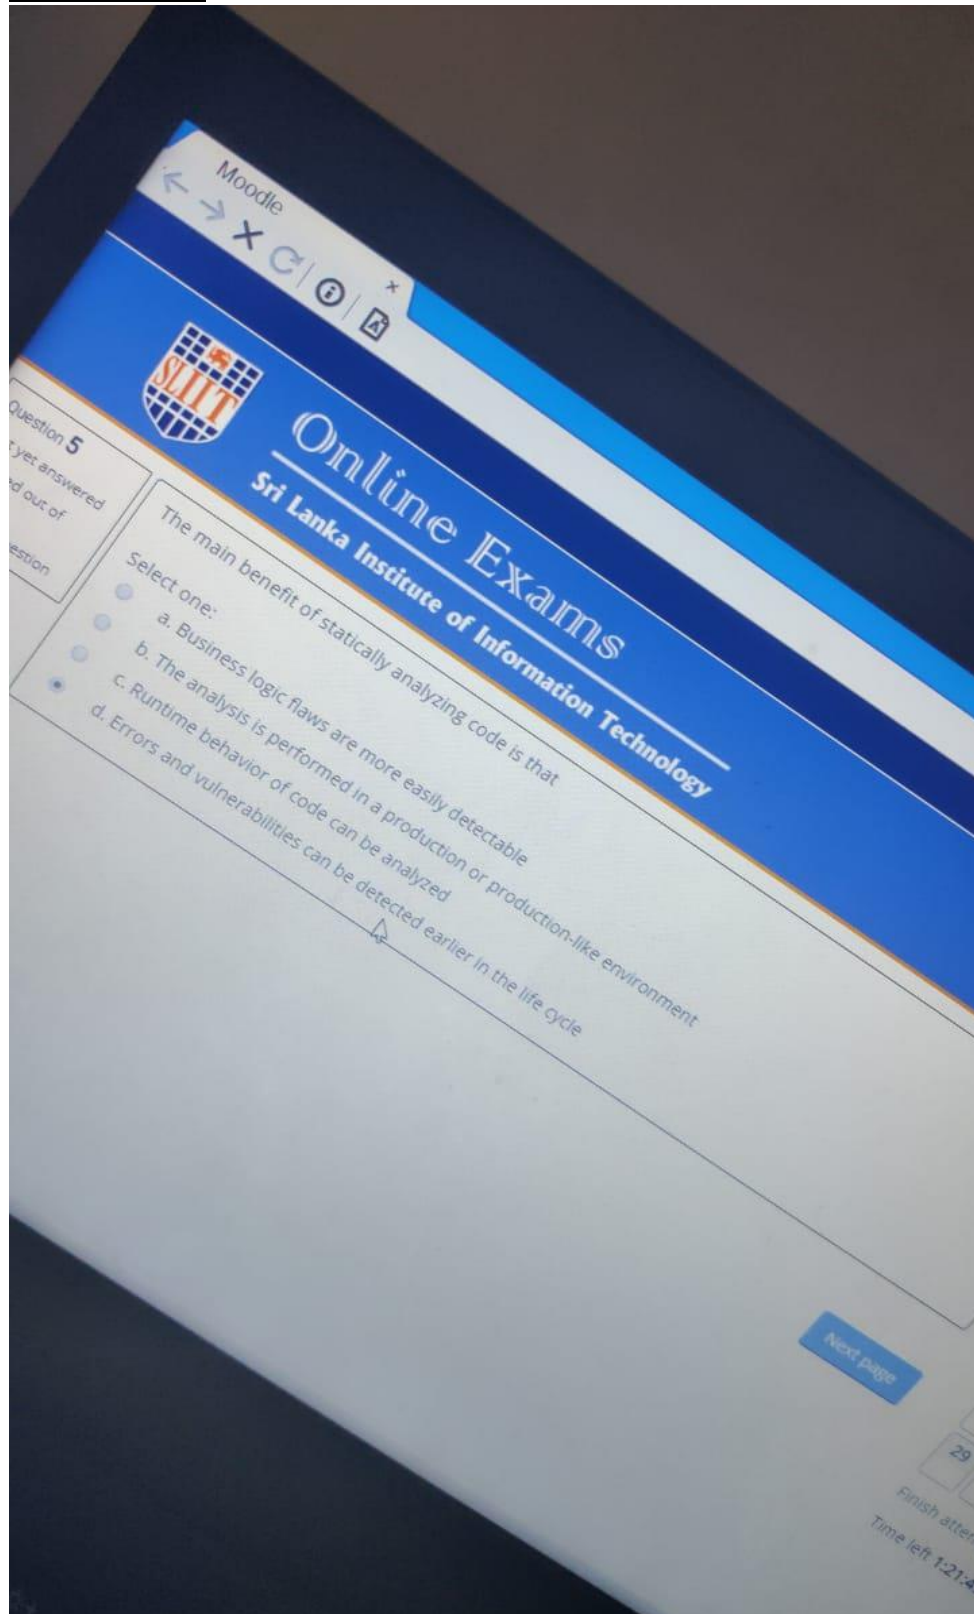 Moodle
SLIIT
Online Exams
Sri Lanka Institute of Information Technology
Question 5
yet answered
out of
The main benefit of statically analyzing code is that
Select one:
a. Business logic flaws are more easily detectable
b. The analysis is performed in a production or production-like environment
c. Runtime behavior of code can be analyzed
d. Errors and vulnerabilities can be detected earlier in the life cycle
Next page
29
Finish
Time left 1:21:4